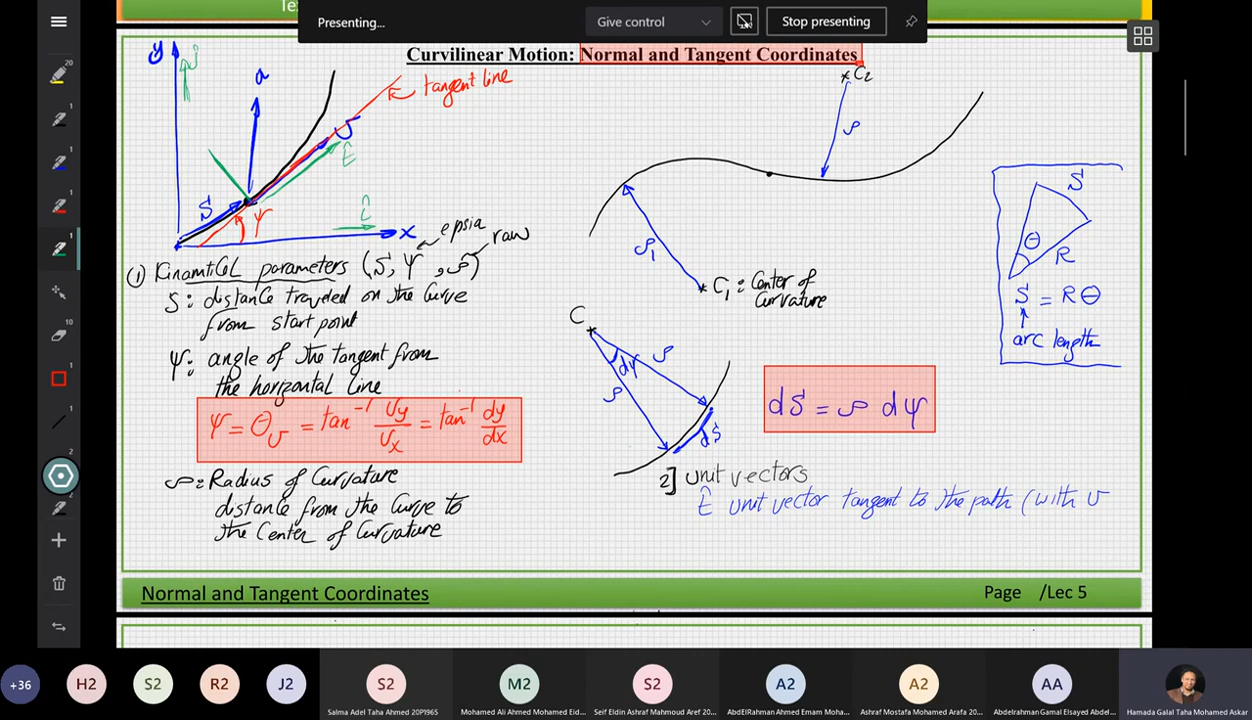 Tex
Presenting...
Give control
Stop presenting
Curvilinear Motion: Normal and Tangent Coordinates
y
j
a
tangent line
v
t̂
S
ψ
î
x
epsia
raw
① Kinamtical parameters (S, ψ, ρ)
S: distance traveled on the curve
from start point
ψ: angle of the tangent from
the horizontal line
ψ = θv = tan⁻¹ vy/vx = tan⁻¹ dy/dx
ρ: Radius of Curvature
distance from the curve to
the center of curvature
C₂
ρ
ρ₁
C₁ : Center of
Curvature
C
ρ
dψ
ρ
dS
dS = ρ dψ
S
θ
R
S = Rθ
arc length
2] unit vectors
t̂ unit vector tangent to the path (with v
Normal and Tangent Coordinates
Page /Lec 5
+36
H2
S2
R2
J2
S2
M2
S2
A2
A2
AA
Salma Adel Taha Ahmed 20P1965
Mohamed Ali Ahmed Mohamed Eid...
Seif Eldin Ashraf Mahmoud Aref 20...
AbdElRahman Ahmed Emam Moha...
Ashraf Mostafa Mohamed Arafa 20...
Abdelrahman Gamal Elsayed Abdel...
Hamada Galal Taha Mohamed Askar